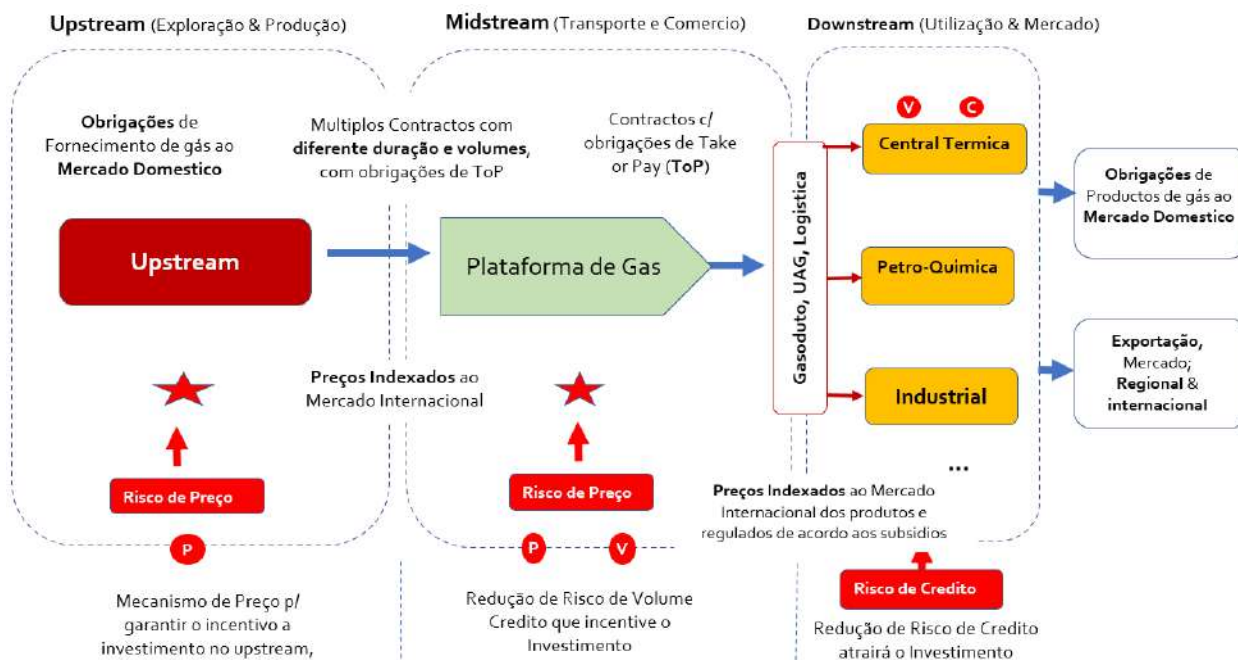 Upstream (Exploração & Produção)
Midstream (Transporte e Comercio)
Downstream (Utilização & Mercado)
Obrigações de
Fornecimento de gás ao
Mercado Domestico
Multiplos Contractos com
diferente duração e volumes,
com obrigações de ToP
Contractos c/
obrigações de Take
or Pay (ToP)
Upstream
Plataforma de Gas
Gasoduto, UAG, Logistica
V
C
Central Termica
Petro-Quimica
Industrial
...
Obrigações de
Productos de gás ao
Mercado Domestico
Exportação,
Mercado;
Regional &
internacional
Preços Indexados ao
Mercado Internacional
Risco de Preço
P
Risco de Preço
P
V
Preços Indexados ao Mercado
Internacional dos produtos e
regulados de acordo aos subsidios
Risco de Credito
Mecanismo de Preço p/
garantir o incentivo a
investimento no upstream,
Redução de Risco de Volume
Credito que incentive o
Investimento
Redução de Risco de Credito
atrairá o Investimento